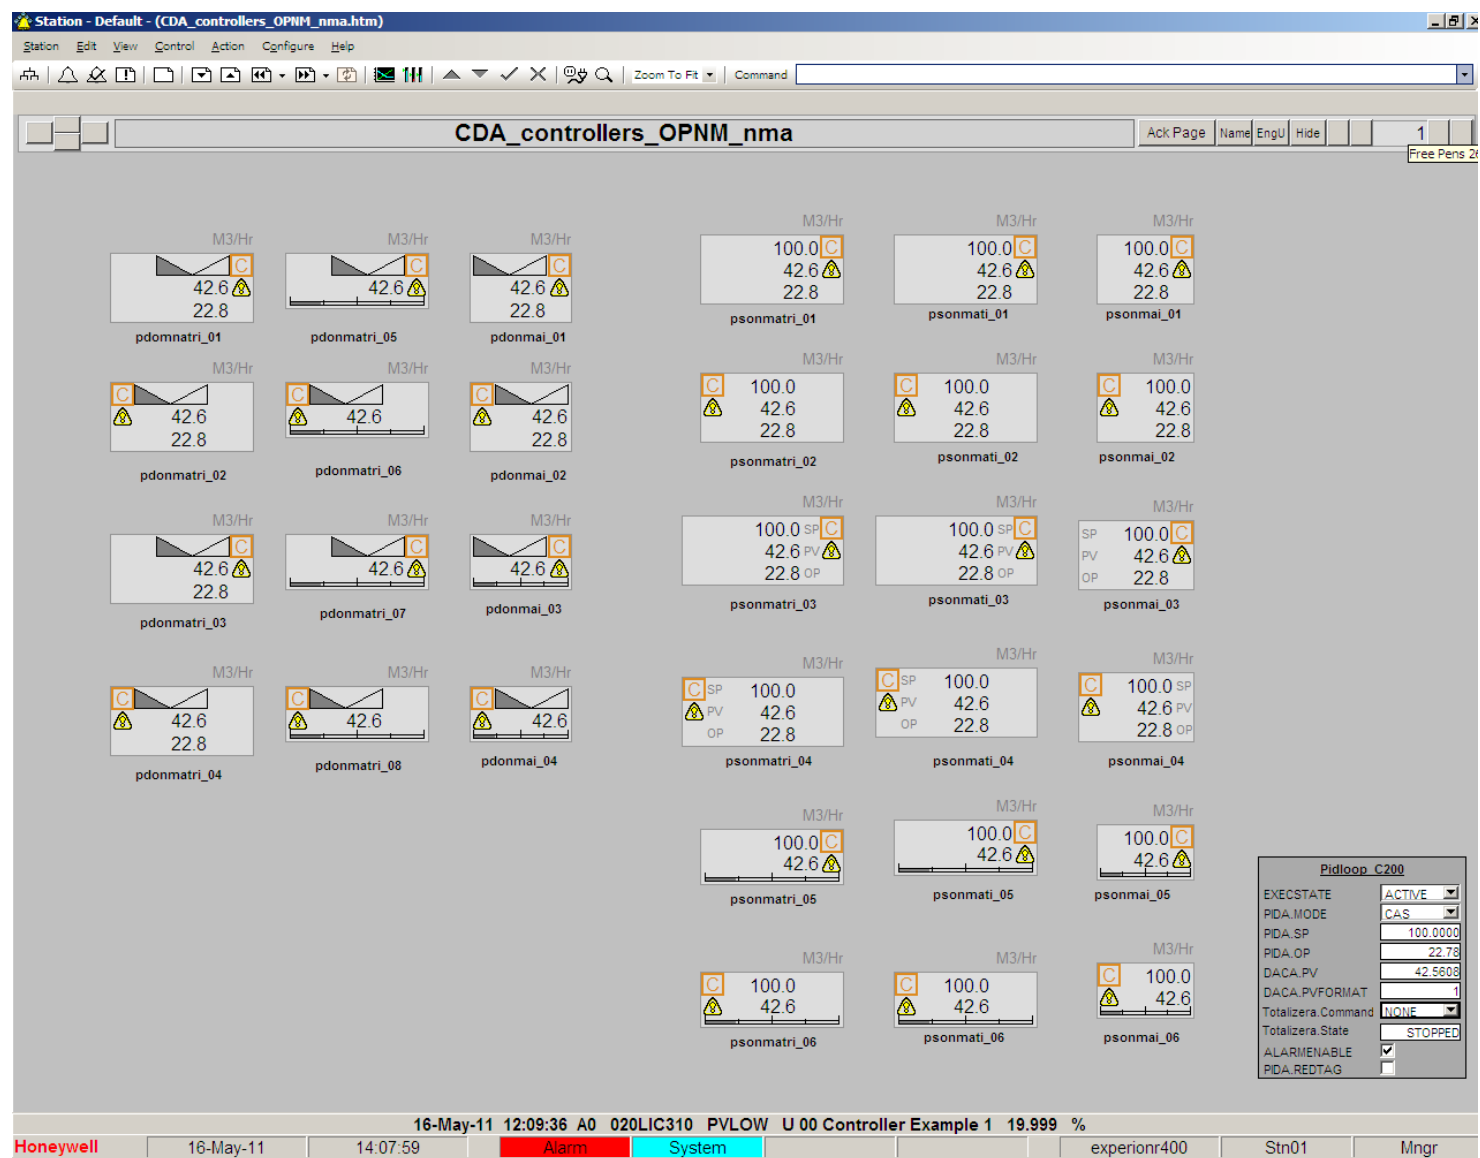 Station - Default - (CDA_controllers_OPNM_nma.htm)
Station Edit View Control Action Configure Help
Zoom To Fit Command
CDA_controllers_OPNM_nma
Ack Page Name EngU Hide 1
Free Pens 26
M3/Hr M3/Hr M3/Hr
C C C
42.6 42.6 42.6
22.8 22.8
pdomnatri_01 pdonmatri_05 pdonmai_01
M3/Hr M3/Hr M3/Hr
C C C
42.6 42.6 42.6
22.8 22.8
pdonmatri_02 pdonmatri_06 pdonmai_02
M3/Hr M3/Hr M3/Hr
C C C
42.6 42.6 42.6
22.8
pdonmatri_03 pdonmatri_07 pdonmai_03
M3/Hr M3/Hr M3/Hr
C C C
42.6 42.6 42.6
22.8
pdonmatri_04 pdonmatri_08 pdonmai_04
M3/Hr M3/Hr M3/Hr
100.0 C 100.0 C 100.0 C
42.6 42.6 42.6
22.8 22.8 22.8
psonmatri_01 psonmati_01 psonmai_01
M3/Hr M3/Hr M3/Hr
C 100.0 C 100.0 C 100.0
42.6 42.6 42.6
22.8 22.8 22.8
psonmatri_02 psonmati_02 psonmai_02
M3/Hr M3/Hr M3/Hr
100.0 SP C 100.0 SP C SP 100.0 C
42.6 PV 42.6 PV PV 42.6
22.8 OP 22.8 OP OP 22.8
psonmatri_03 psonmati_03 psonmai_03
M3/Hr M3/Hr M3/Hr
C SP 100.0 C SP 100.0 C 100.0 SP
PV 42.6 PV 42.6 42.6 PV
OP 22.8 OP 22.8 22.8 OP
psonmatri_04 psonmati_04 psonmai_04
M3/Hr M3/Hr M3/Hr
100.0 C 100.0 C 100.0 C
42.6 42.6 42.6
psonmatri_05 psonmati_05 psonmai_05
M3/Hr M3/Hr M3/Hr
C 100.0 C 100.0 C 100.0
42.6 42.6 42.6
psonmatri_06 psonmati_06 psonmai_06
Pidloop_C200
EXECSTATE ACTIVE
PIDA.MODE CAS
PIDA.SP 100.0000
PIDA.OP 22.78
DACA.PV 42.5608
DACA.PVFORMAT 1
Totalizera.Command NONE
Totalizera.State STOPPED
ALARMENABLE
PIDA.REDTAG
16-May-11 12:09:36 A0 020LIC310 PVLOW U 00 Controller Example 1 19.999 %
Honeywell 16-May-11 14:07:59 Alarm System experionr400 Stn01 Mngr